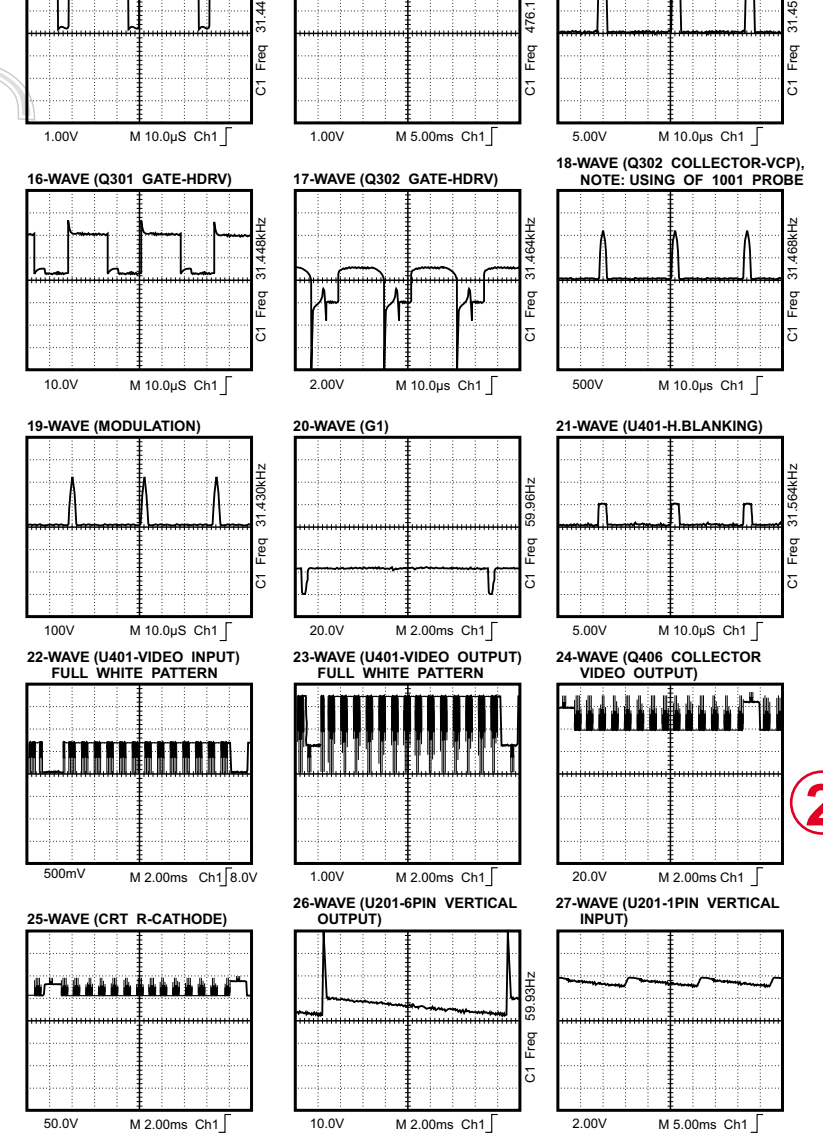 C1 Freq 31.44
C1 Freq 476.1
C1 Freq 31.45
1.00V M 10.0µS Ch1
1.00V M 5.00ms Ch1
5.00V M 10.0µs Ch1
16-WAVE (Q301 GATE-HDRV)
17-WAVE (Q302 GATE-HDRV)
18-WAVE (Q302 COLLECTOR-VCP),
NOTE: USING OF 1001 PROBE
C1 Freq 31.448kHz
C1 Freq 31.464kHz
C1 Freq 31.468kHz
10.0V M 10.0µS Ch1
2.00V M 10.0µs Ch1
500V M 10.0µs Ch1
19-WAVE (MODULATION)
20-WAVE (G1)
21-WAVE (U401-H.BLANKING)
C1 Freq 31.430kHz
C1 Freq 59.96Hz
C1 Freq 31.564kHz
100V M 10.0µS Ch1
20.0V M 2.00ms Ch1
5.00V M 10.0µS Ch1
22-WAVE (U401-VIDEO INPUT)
FULL WHITE PATTERN
23-WAVE (U401-VIDEO OUTPUT)
FULL WHITE PATTERN
24-WAVE (Q406 COLLECTOR
VIDEO OUTPUT)
2
500mV M 2.00ms Ch1 8.0V
1.00V M 2.00ms Ch1
20.0V M 2.00ms Ch1
25-WAVE (CRT R-CATHODE)
26-WAVE (U201-6PIN VERTICAL
OUTPUT)
27-WAVE (U201-1PIN VERTICAL
INPUT)
C1 Freq 59.93Hz
50.0V M 2.00ms Ch1
10.0V M 2.00ms Ch1
2.00V M 5.00ms Ch1